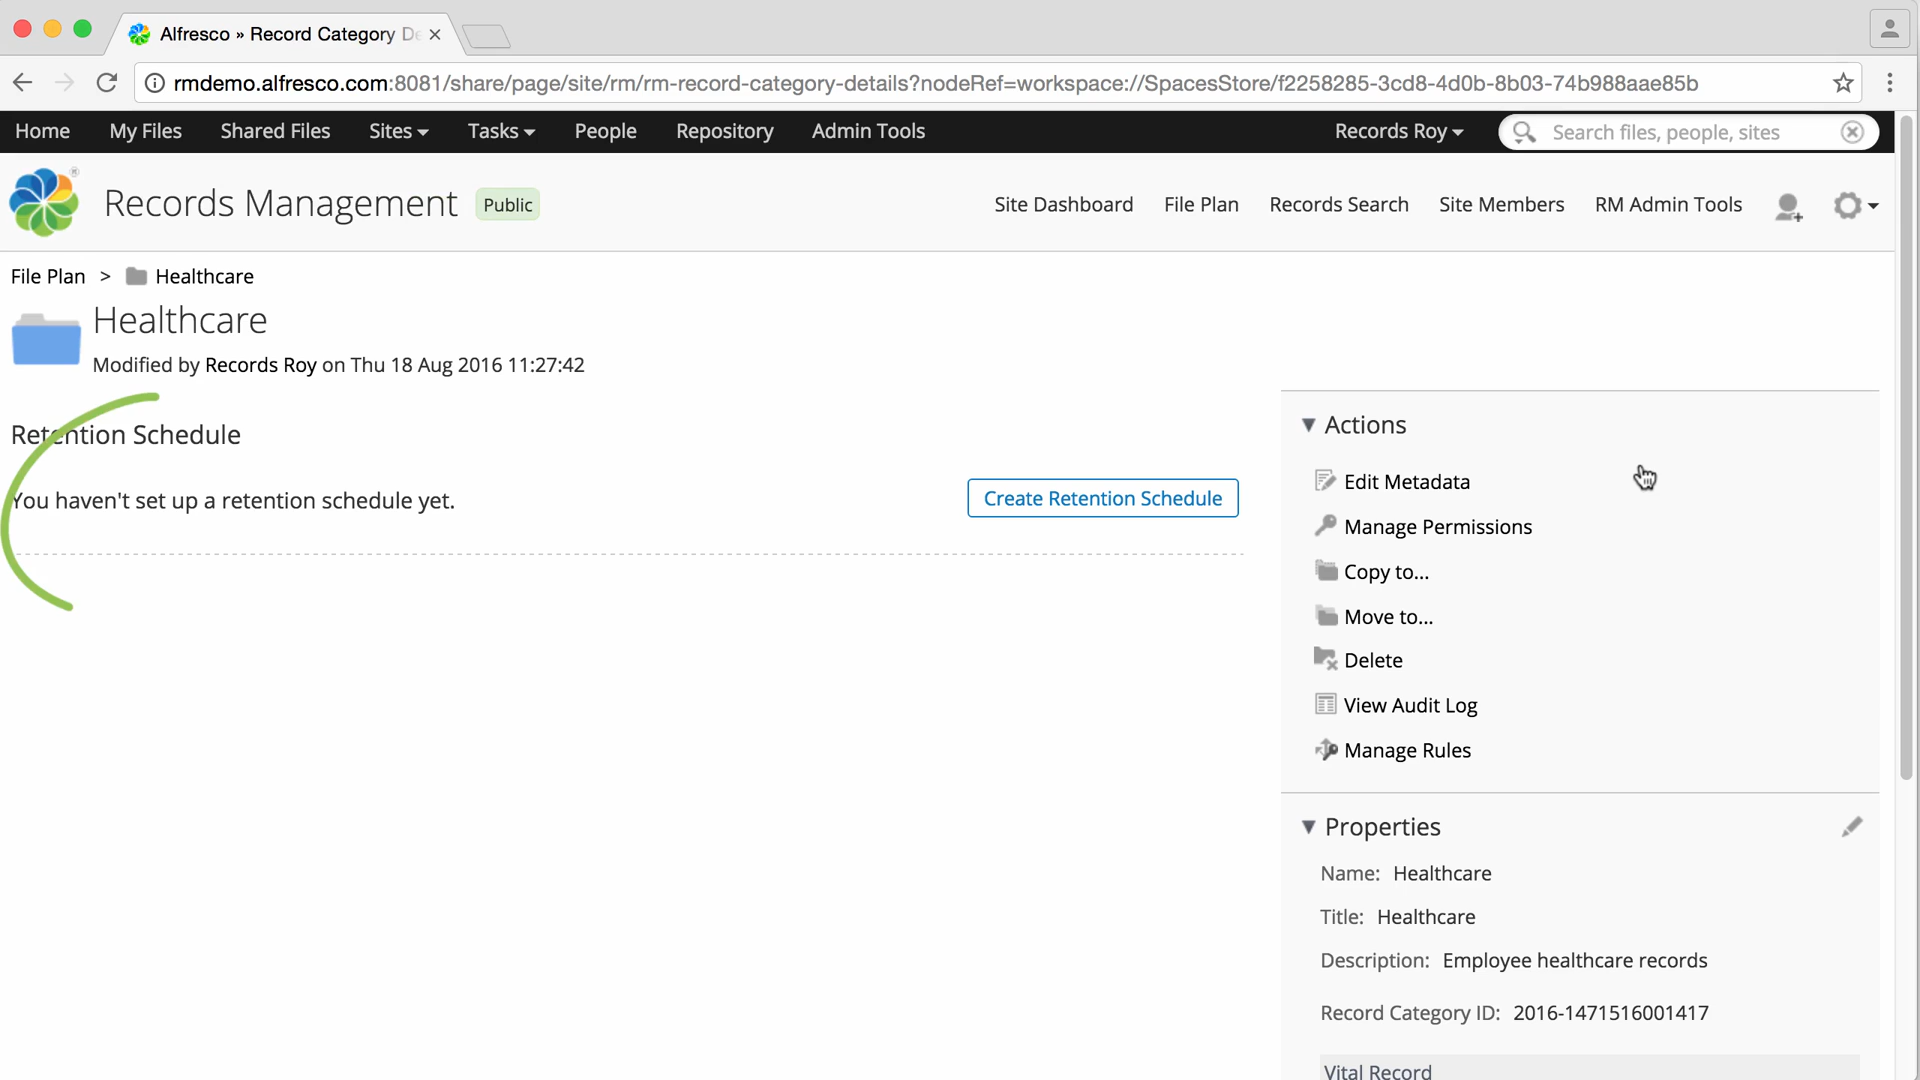 Alfresco » Record Category De
rmdemo.alfresco.com:8081/share/page/site/rm/rm-record-category-details?nodeRef=workspace://SpacesStore/f2258285-3cd8-4d0b-8b03-74b988aae85b
Home My Files Shared Files Sites Tasks People Repository Admin Tools Records Roy Search files, people, sites
Records Management Public Site Dashboard File Plan Records Search Site Members RM Admin Tools
File Plan > Healthcare
Healthcare
Modified by Records Roy on Thu 18 Aug 2016 11:27:42
Retention Schedule
You haven't set up a retention schedule yet.
Create Retention Schedule
Actions
Edit Metadata
Manage Permissions
Copy to...
Move to...
Delete
View Audit Log
Manage Rules
Properties
Name: Healthcare
Title: Healthcare
Description: Employee healthcare records
Record Category ID: 2016-1471516001417
Vital Record